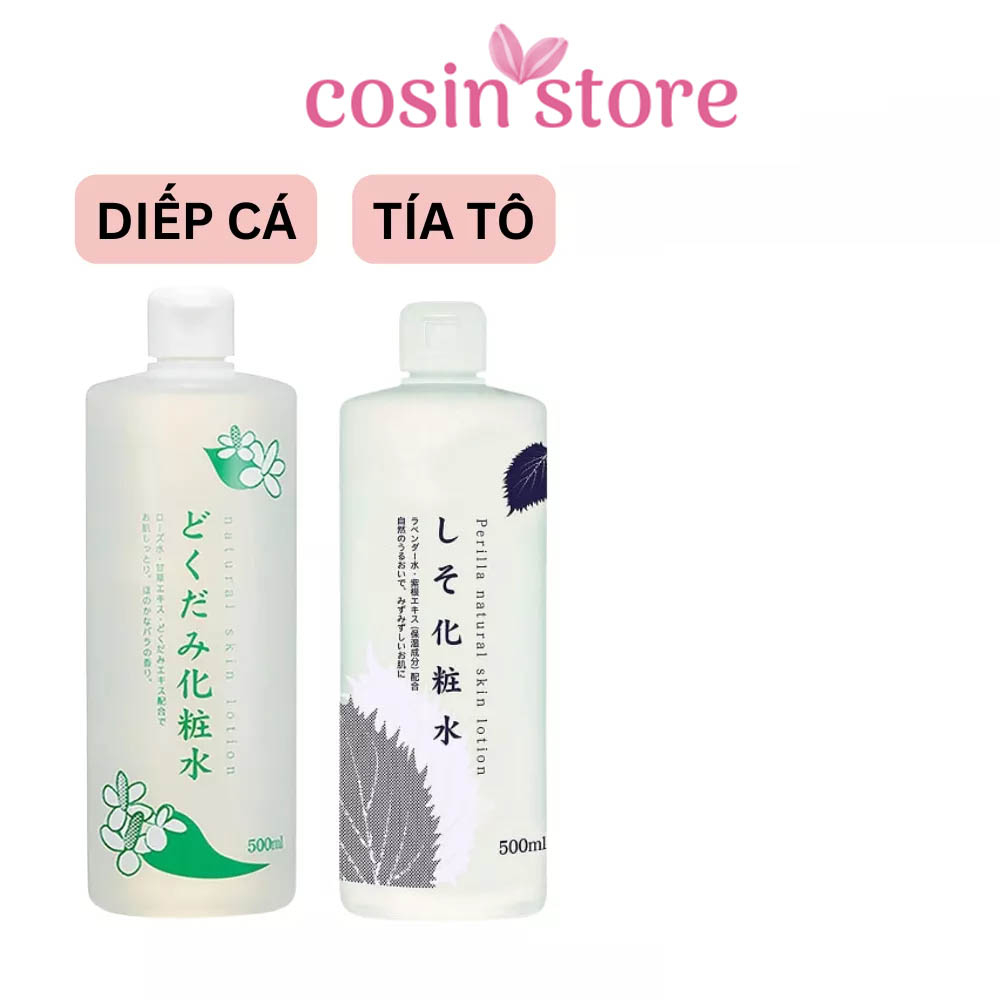 cosin store
DIẾP CÁ
TÍA TÔ
natural skin lotion
どくだみ化粧水
ローズ水・甘草エキス・どくだみエキス配合で
お肌しっとり。ほのかなバラの香り。
500ml
Perilla natural skin lotion
しそ化粧水
ラベンダー水・紫根エキス(保湿成分)配合
自然のうるおいで、みずみずしいお肌に
500ml